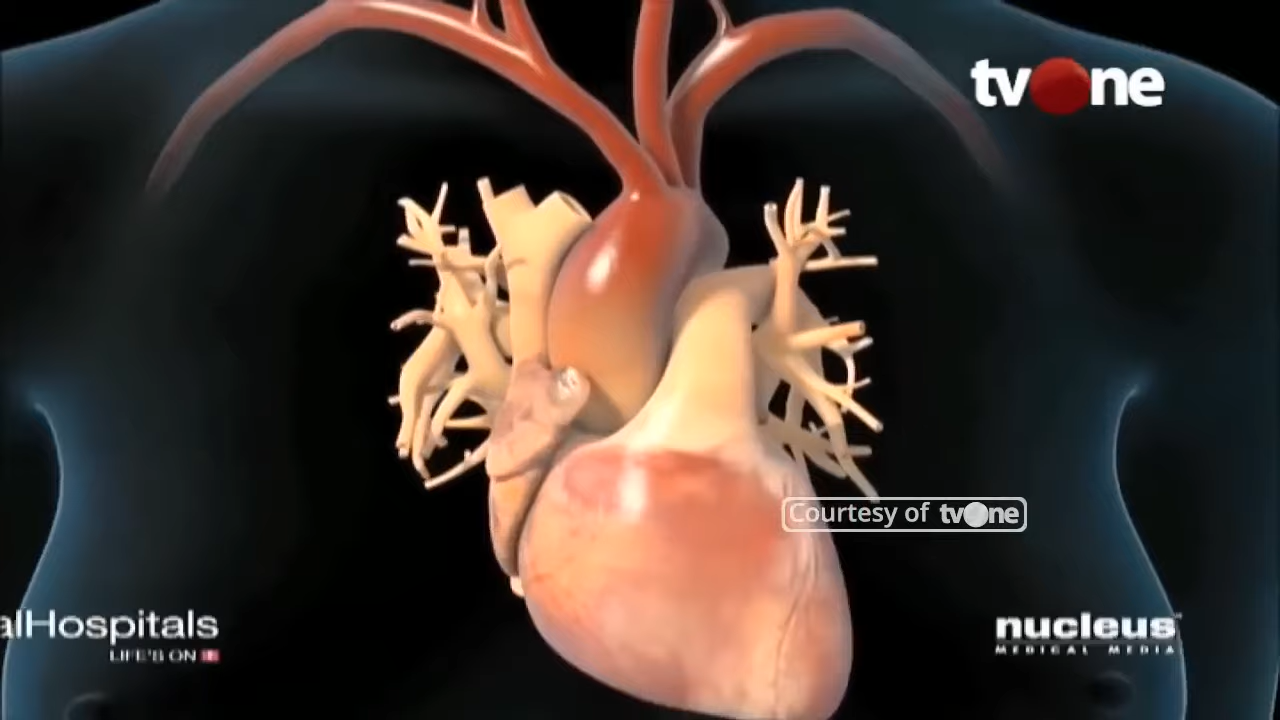 tvOne
Courtesy of tvOne
alHospitals
LIFE'S ON
nucleus
MEDICAL MEDIA